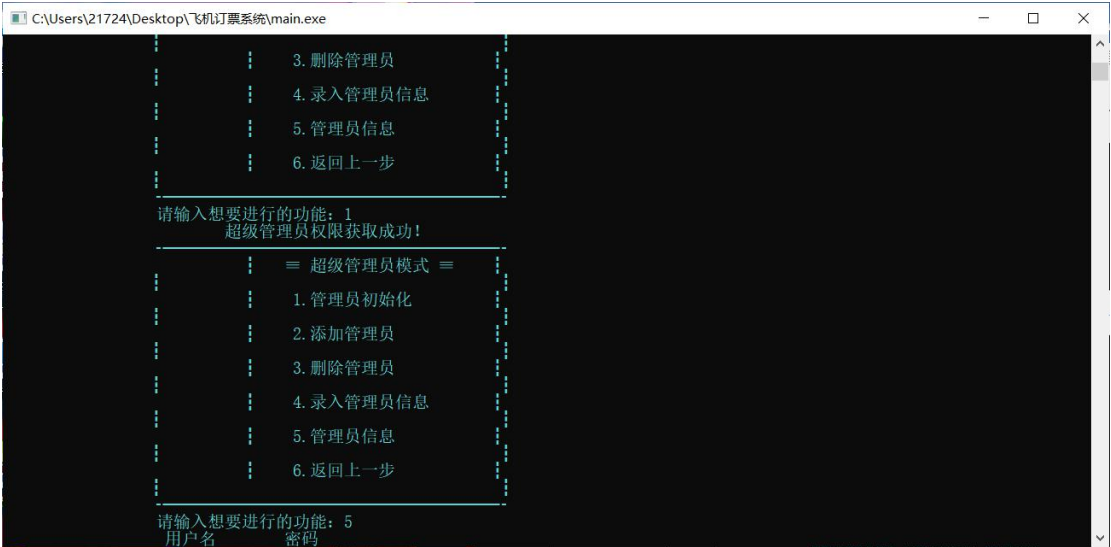 C:\Users\21724\Desktop\飞机订票系统\main.exe
3.删除管理员
4.录入管理员信息
5.管理员信息
6.返回上一步
请输入想要进行的功能：1
超级管理员权限获取成功！
≡ 超级管理员模式 ≡
1.管理员初始化
2.添加管理员
3.删除管理员
4.录入管理员信息
5.管理员信息
6.返回上一步
请输入想要进行的功能：5
用户名 密码